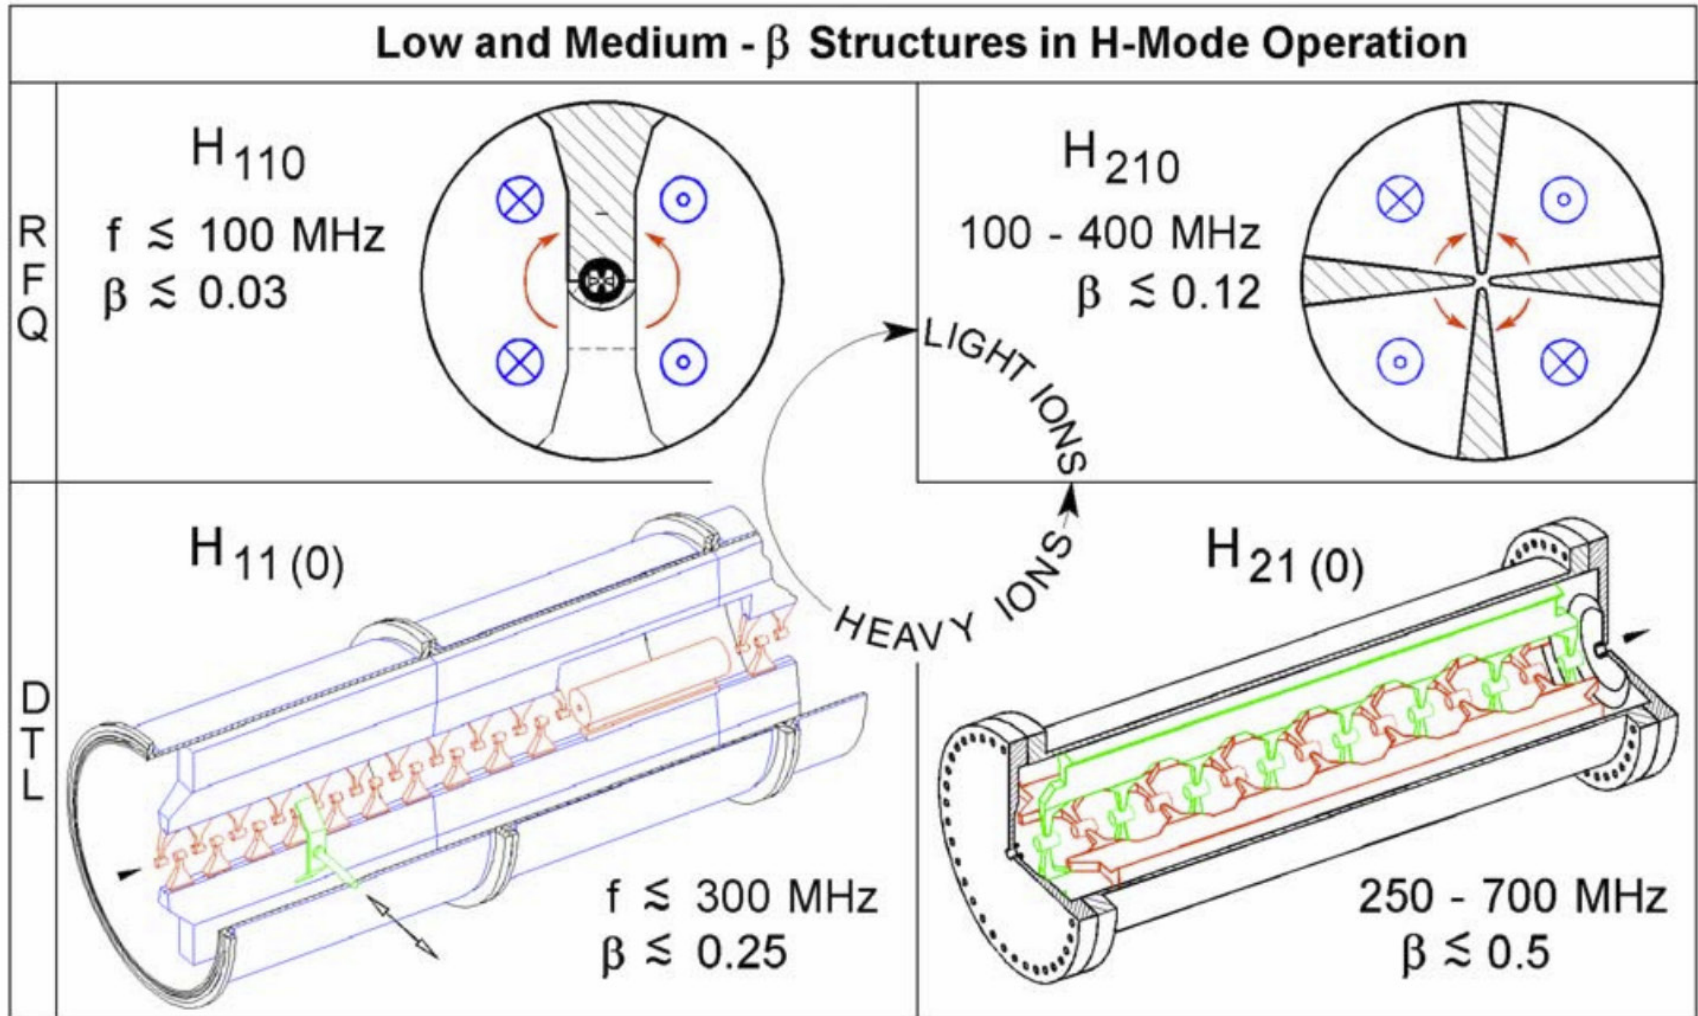 Low and Medium - β Structures in H-Mode Operation
RFQ
H110
f ≲ 100 MHz
β ≲ 0.03
H210
100 - 400 MHz
β ≲ 0.12
LIGHT IONS
HEAVY IONS
DTL
H11 (0)
f ≲ 300 MHz
β ≲ 0.25
H21 (0)
250 - 700 MHz
β ≲ 0.5